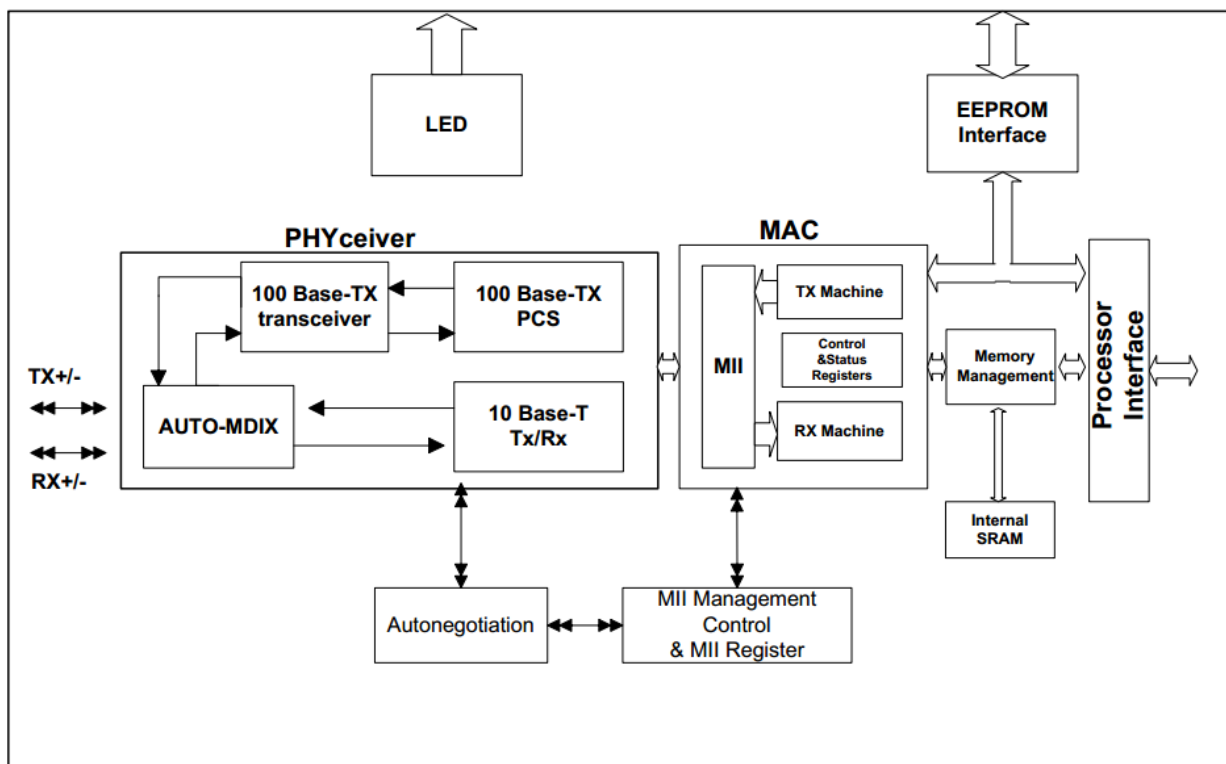 LED
EEPROM
Interface
PHYceiver
MAC
100 Base-TX
transceiver
100 Base-TX
PCS
MII
TX Machine
Control
&Status
Registers
RX Machine
Memory
Management
Processor
Interface
TX+/-
RX+/-
AUTO-MDIX
10 Base-T
Tx/Rx
Internal
SRAM
Autonegotiation
MII Management
Control
& MII Register